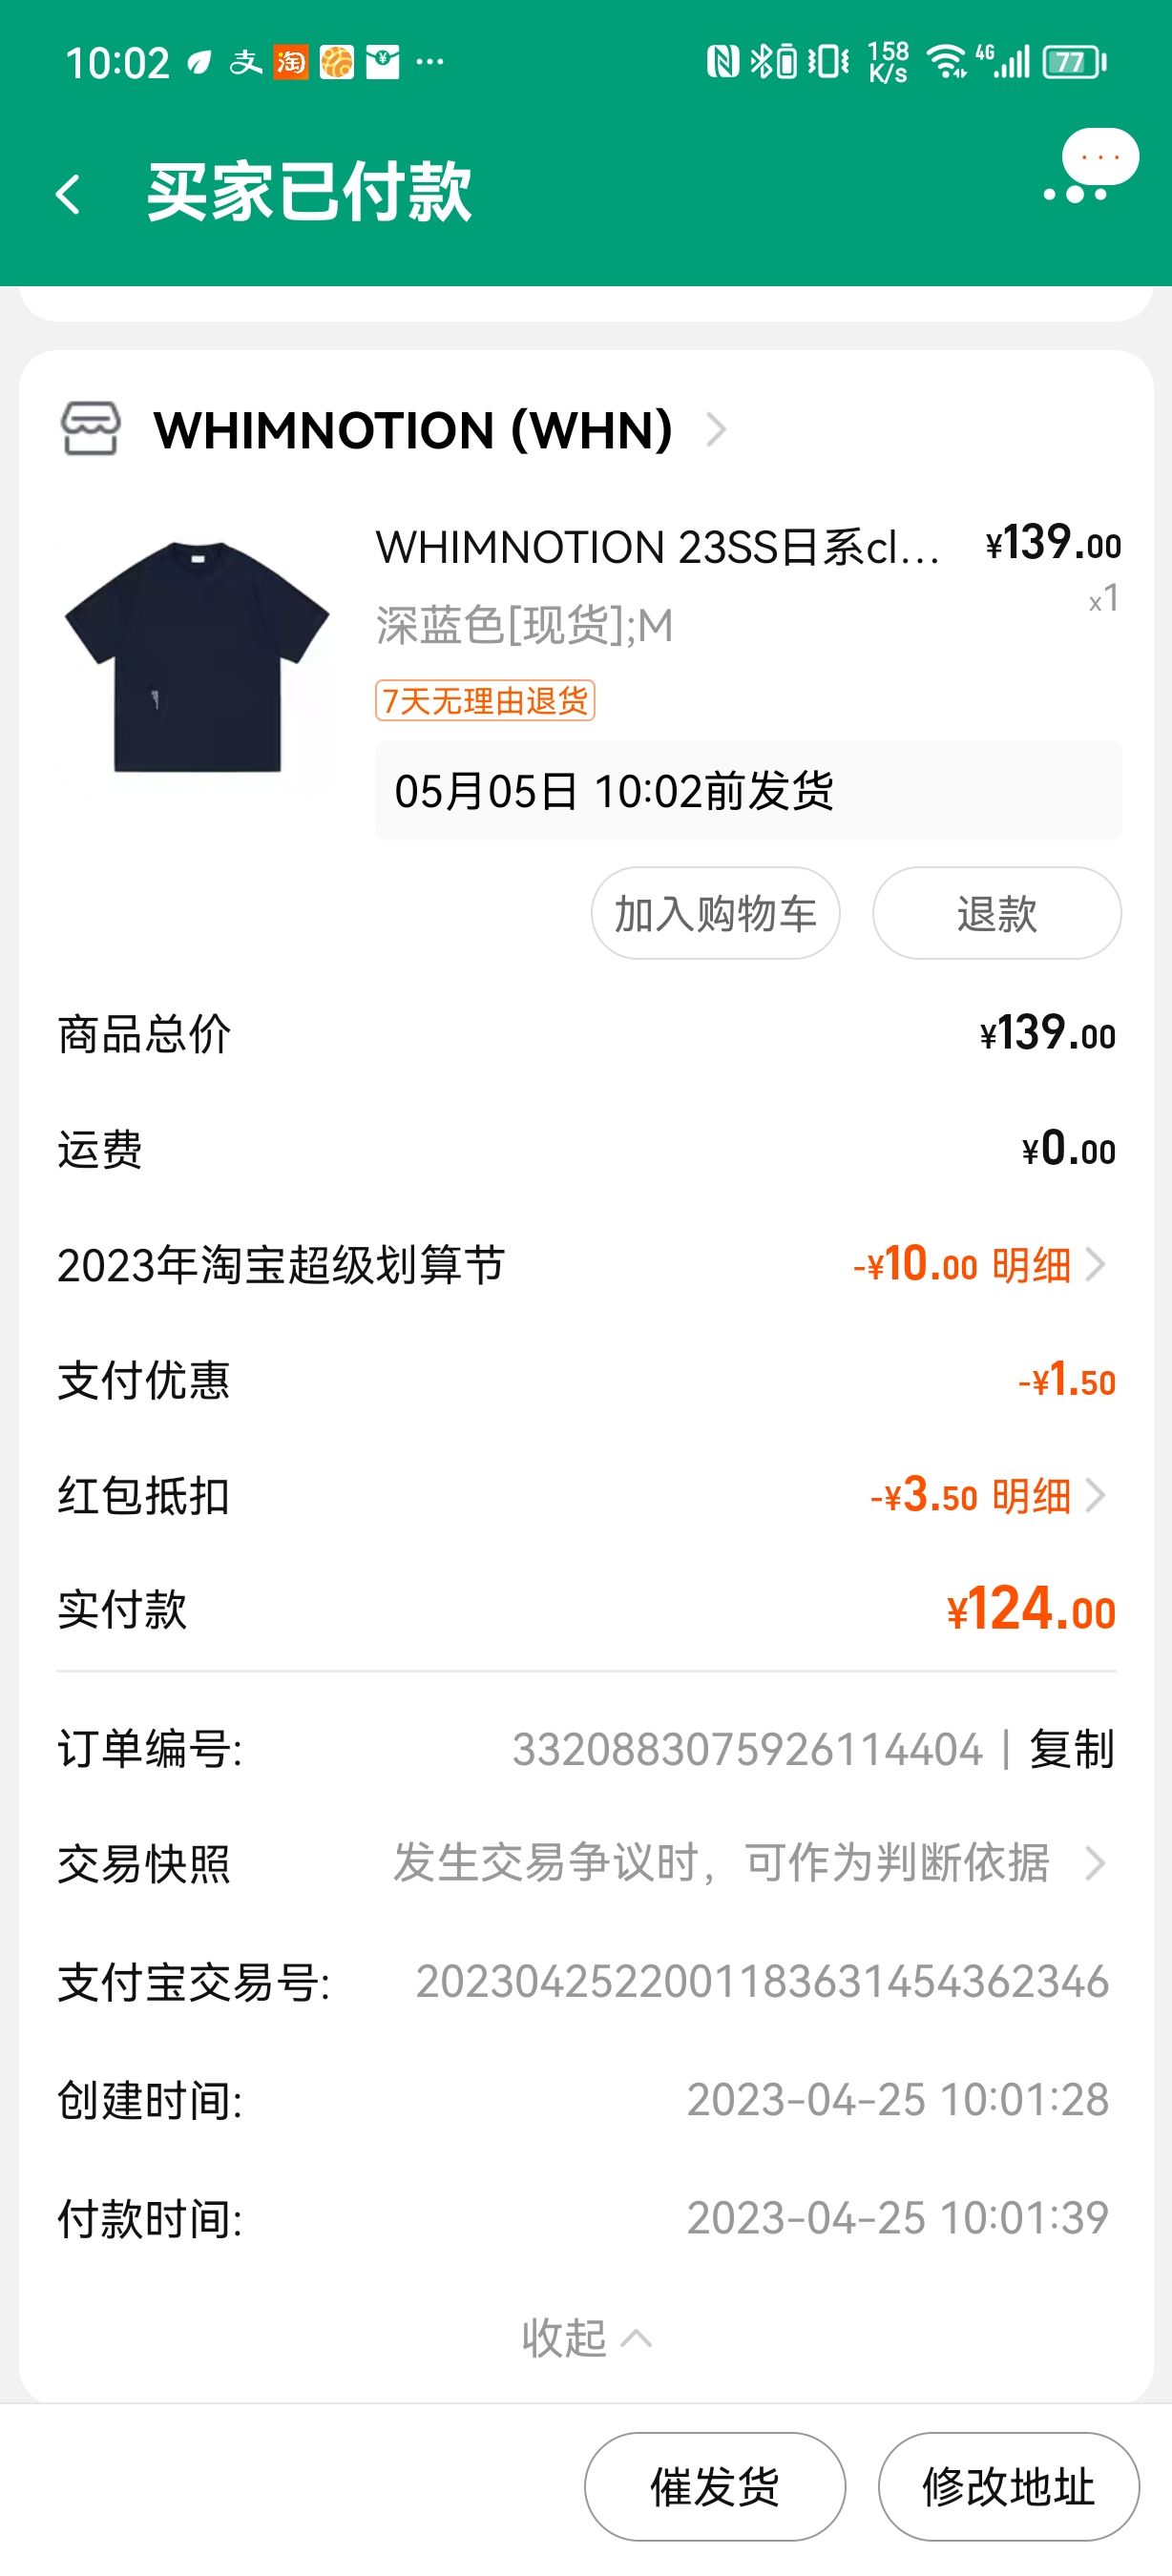 10:02 支 淘 ... 158 K/s 4G 77
买家已付款
WHIMNOTION (WHN)
WHIMNOTION 23SS日系cl... ¥139.00
深蓝色[现货];M x1
7天无理由退货
05月05日 10:02前发货
加入购物车 退款
商品总价 ¥139.00
运费 ¥0.00
2023年淘宝超级划算节 -¥10.00 明细
支付优惠 -¥1.50
红包抵扣 -¥3.50 明细
实付款 ¥124.00
订单编号: 3320883075926114404 | 复制
交易快照 发生交易争议时，可作为判断依据
支付宝交易号: 2023042522001183631454362346
创建时间: 2023-04-25 10:01:28
付款时间: 2023-04-25 10:01:39
收起
催发货 修改地址